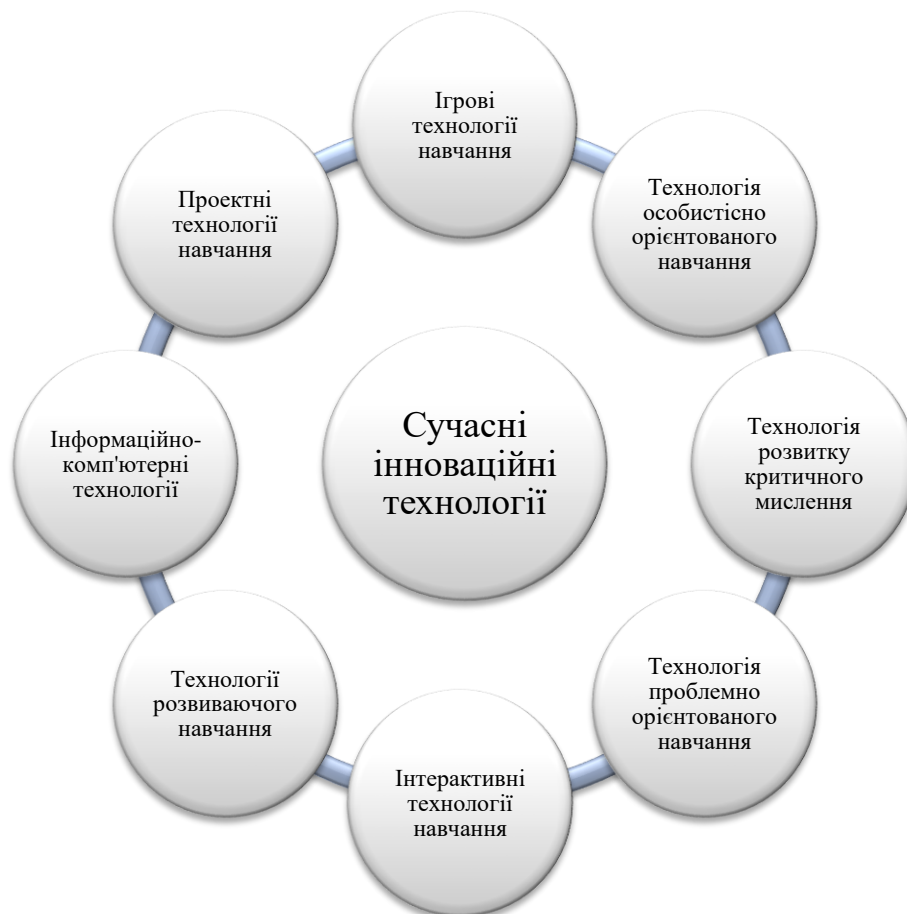 Ігрові
технології
навчання
Технологія
особистісно
орієнтованого
навчання
Технологія
розвитку
критичного
мислення
Технологія
проблемно
орієнтованого
навчання
Інтерактивні
технології
навчання
Технології
розвиваючого
навчання
Інформаційно-
комп'ютерні
технології
Проектні
технології
навчання
Сучасні
інноваційні
технології